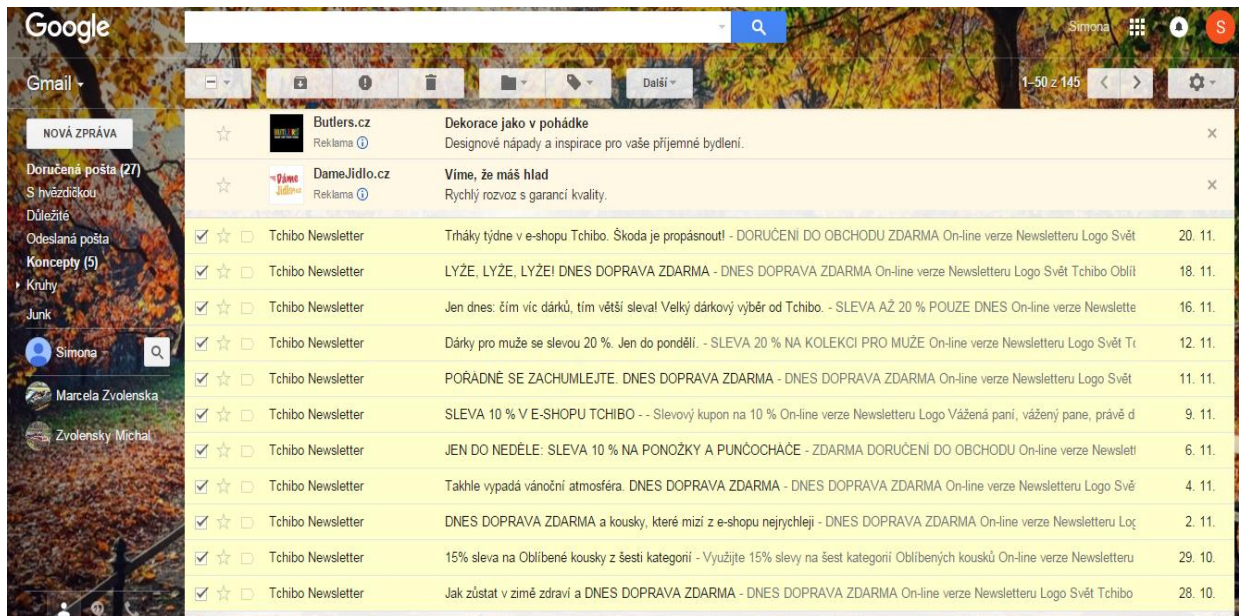 Google
Simona
S
Gmail
Další
1–50 z 145
NOVÁ ZPRÁVA
Doručená pošta (27)
S hvězdičkou
Důležité
Odeslaná pošta
Koncepty (5)
Kruhy
Junk
Simona
Marcela Zvolenska
Zvolensky Michal
BUTLERS
Butlers.cz
Reklama
Dekorace jako v pohádke
Designové nápady a inspirace pro vaše příjemné bydlení.
Dáme
Jídlo.cz
DameJidlo.cz
Reklama
Víme, že máš hlad
Rychlý rozvoz s garancí kvality.
Tchibo Newsletter Trháky týdne v e-shopu Tchibo. Škoda je propásnout! - DORUČENÍ DO OBCHODU ZDARMA On-line verze Newsletteru Logo Svět 20. 11.
Tchibo Newsletter LYŽE, LYŽE, LYŽE! DNES DOPRAVA ZDARMA - DNES DOPRAVA ZDARMA On-line verze Newsletteru Logo Svět Tchibo Oblíb 18. 11.
Tchibo Newsletter Jen dnes: čím víc dárků, tím větší sleva! Velký dárkový výběr od Tchibo. - SLEVA AŽ 20 % POUZE DNES On-line verze Newslette 16. 11.
Tchibo Newsletter Dárky pro muže se slevou 20 %. Jen do pondělí. - SLEVA 20 % NA KOLEKCI PRO MUŽE On-line verze Newsletteru Logo Svět Tc 12. 11.
Tchibo Newsletter POŘÁDNĚ SE ZACHUMLEJTE. DNES DOPRAVA ZDARMA - DNES DOPRAVA ZDARMA On-line verze Newsletteru Logo Svět 11. 11.
Tchibo Newsletter SLEVA 10 % V E-SHOPU TCHIBO - - Slevový kupon na 10 % On-line verze Newsletteru Logo Vážená paní, vážený pane, právě d 9. 11.
Tchibo Newsletter JEN DO NEDĚLE: SLEVA 10 % NA PONOŽKY A PUNČOCHÁČE - ZDARMA DORUČENÍ DO OBCHODU On-line verze Newslett 6. 11.
Tchibo Newsletter Takhle vypadá vánoční atmosféra. DNES DOPRAVA ZDARMA - DNES DOPRAVA ZDARMA On-line verze Newsletteru Logo Svě 4. 11.
Tchibo Newsletter DNES DOPRAVA ZDARMA a kousky, které mizí z e-shopu nejrychleji - DNES DOPRAVA ZDARMA On-line verze Newsletteru Log 2. 11.
Tchibo Newsletter 15% sleva na Oblíbené kousky z šesti kategorií - Využijte 15% slevy na šest kategorií Oblíbených kousků On-line verze Newsletteru 29. 10.
Tchibo Newsletter Jak zůstat v zimě zdraví a DNES DOPRAVA ZDARMA - DNES DOPRAVA ZDARMA On-line verze Newsletteru Logo Svět Tchibo 28. 10.